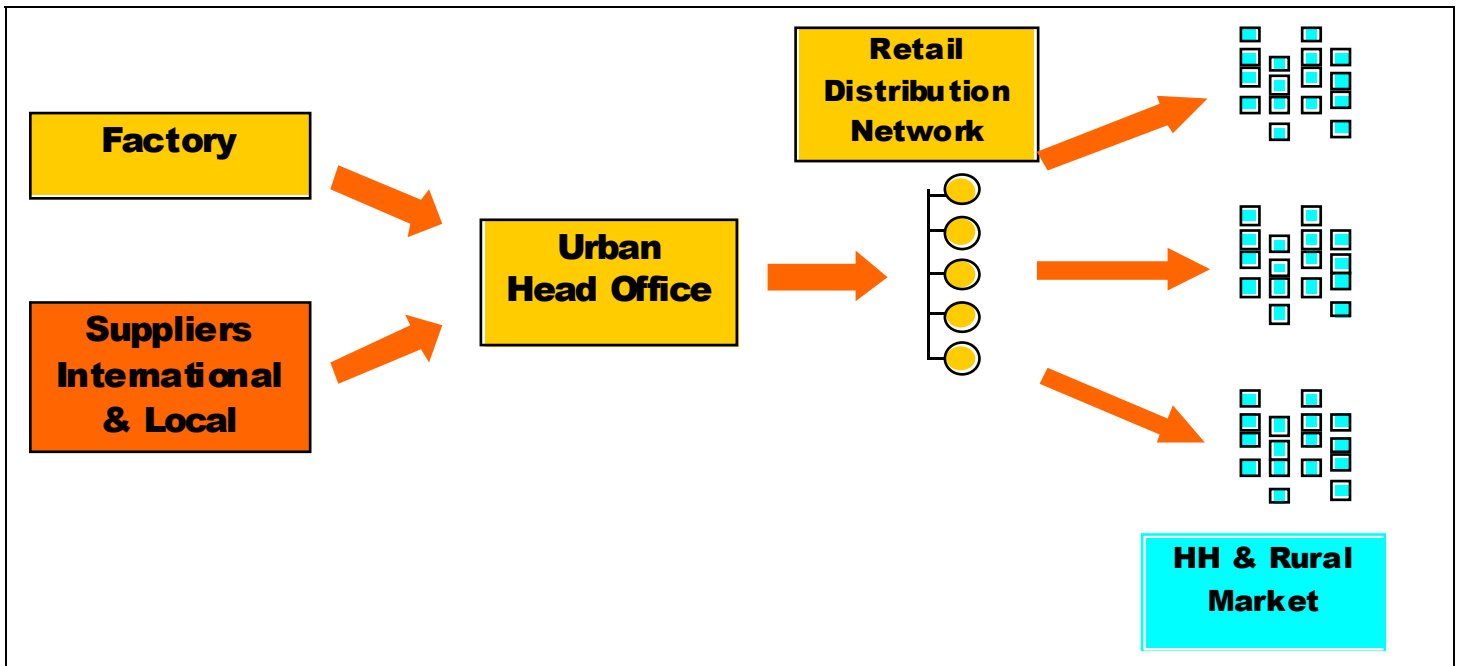 Factory
Suppliers
International
& Local
Urban
Head Office
Retail
Distribution
Network
HH & Rural
Market